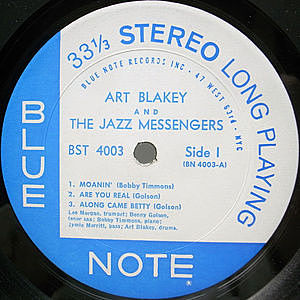 33 1/3 STEREO LONG PLAYING
BLUE NOTE RECORDS INC · 47 WEST 63rd · NYC
ART BLAKEY
AND
THE JAZZ MESSENGERS
BST 4003 Side 1
(BN 4003-A)
1. MOANIN' (Bobby Timmons)
2. ARE YOU REAL (Golson)
3. ALONG CAME BETTY (Golson)
Lee Morgan, trumpet; Benny Golson,
tenor sax; Bobby Timmons, piano;
Jymie Merritt, bass; Art Blakey, drums.
BLUE
NOTE
®